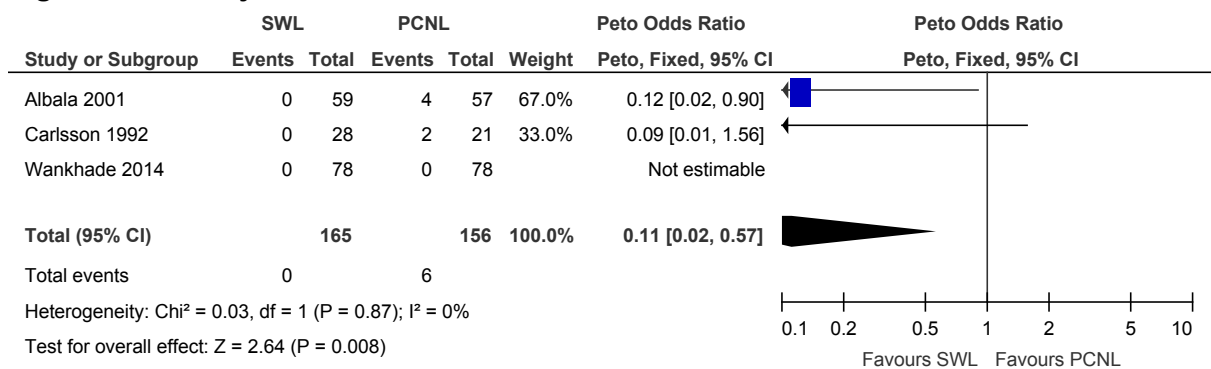 SWL PCNL Peto Odds Ratio Peto Odds Ratio
Study or Subgroup Events Total Events Total Weight Peto, Fixed, 95% CI Peto, Fixed, 95% CI
Albala 2001 0 59 4 57 67.0% 0.12 [0.02, 0.90]
Carlsson 1992 0 28 2 21 33.0% 0.09 [0.01, 1.56]
Wankhade 2014 0 78 0 78 Not estimable
Total (95% CI) 165 156 100.0% 0.11 [0.02, 0.57]
Total events 0 6
Heterogeneity: Chi² = 0.03, df = 1 (P = 0.87); I² = 0%
Test for overall effect: Z = 2.64 (P = 0.008)
0.1 0.2 0.5 1 2 5 10
Favours SWL Favours PCNL